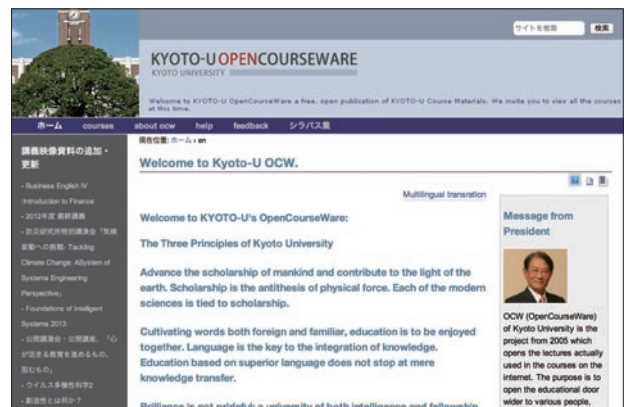 サイトを検索 検索
KYOTO-U OPENCOURSEWARE
KYOTO UNIVERSITY
Welcome to KYOTO-U OpenCourseWare a free, open publication of KYOTO-U Course Materials. We invite you to view all the courses
at this time.
ホーム courses about ocw help feedback シラバス集
現在位置: ホーム › en
講義映像資料の追加・
更新
- Business English IV
:Introduction to Finance
- 2012年度 最終講義
- 防災研究所特別講演会「気候
変動への挑戦- Tackling
Climate Change: ASystem of
Systems Engineering
Perspective」
- Foundations of Intelligent
Systems 2013
- 公開講演会・公開講座、「心
が活きる教育を進めるもの、
阻むもの」
- ウイルス多様性科学2
- 創造性とは何か?
Welcome to Kyoto-U OCW.
Multilingual transration
Welcome to KYOTO-U's OpenCourseWare:
The Three Principles of Kyoto University
Advance the scholarship of mankind and contribute to the light of the
earth. Scholarship is the antithesis of physical force. Each of the modern
sciences is tied to scholarship.
Cultivating words both foreign and familiar, education is to be enjoyed
together. Language is the key to the integration of knowledge.
Education based on superior language does not stop at mere
knowledge transfer.
Brilliance is not prideful: a university of both intelligence and fellowship
Message from
President
OCW (OpenCourseWare)
of Kyoto University is the
project from 2005 which
opens the lectures actually
used in the courses on the
internet. The purpose is to
open the educational door
wider to various people,